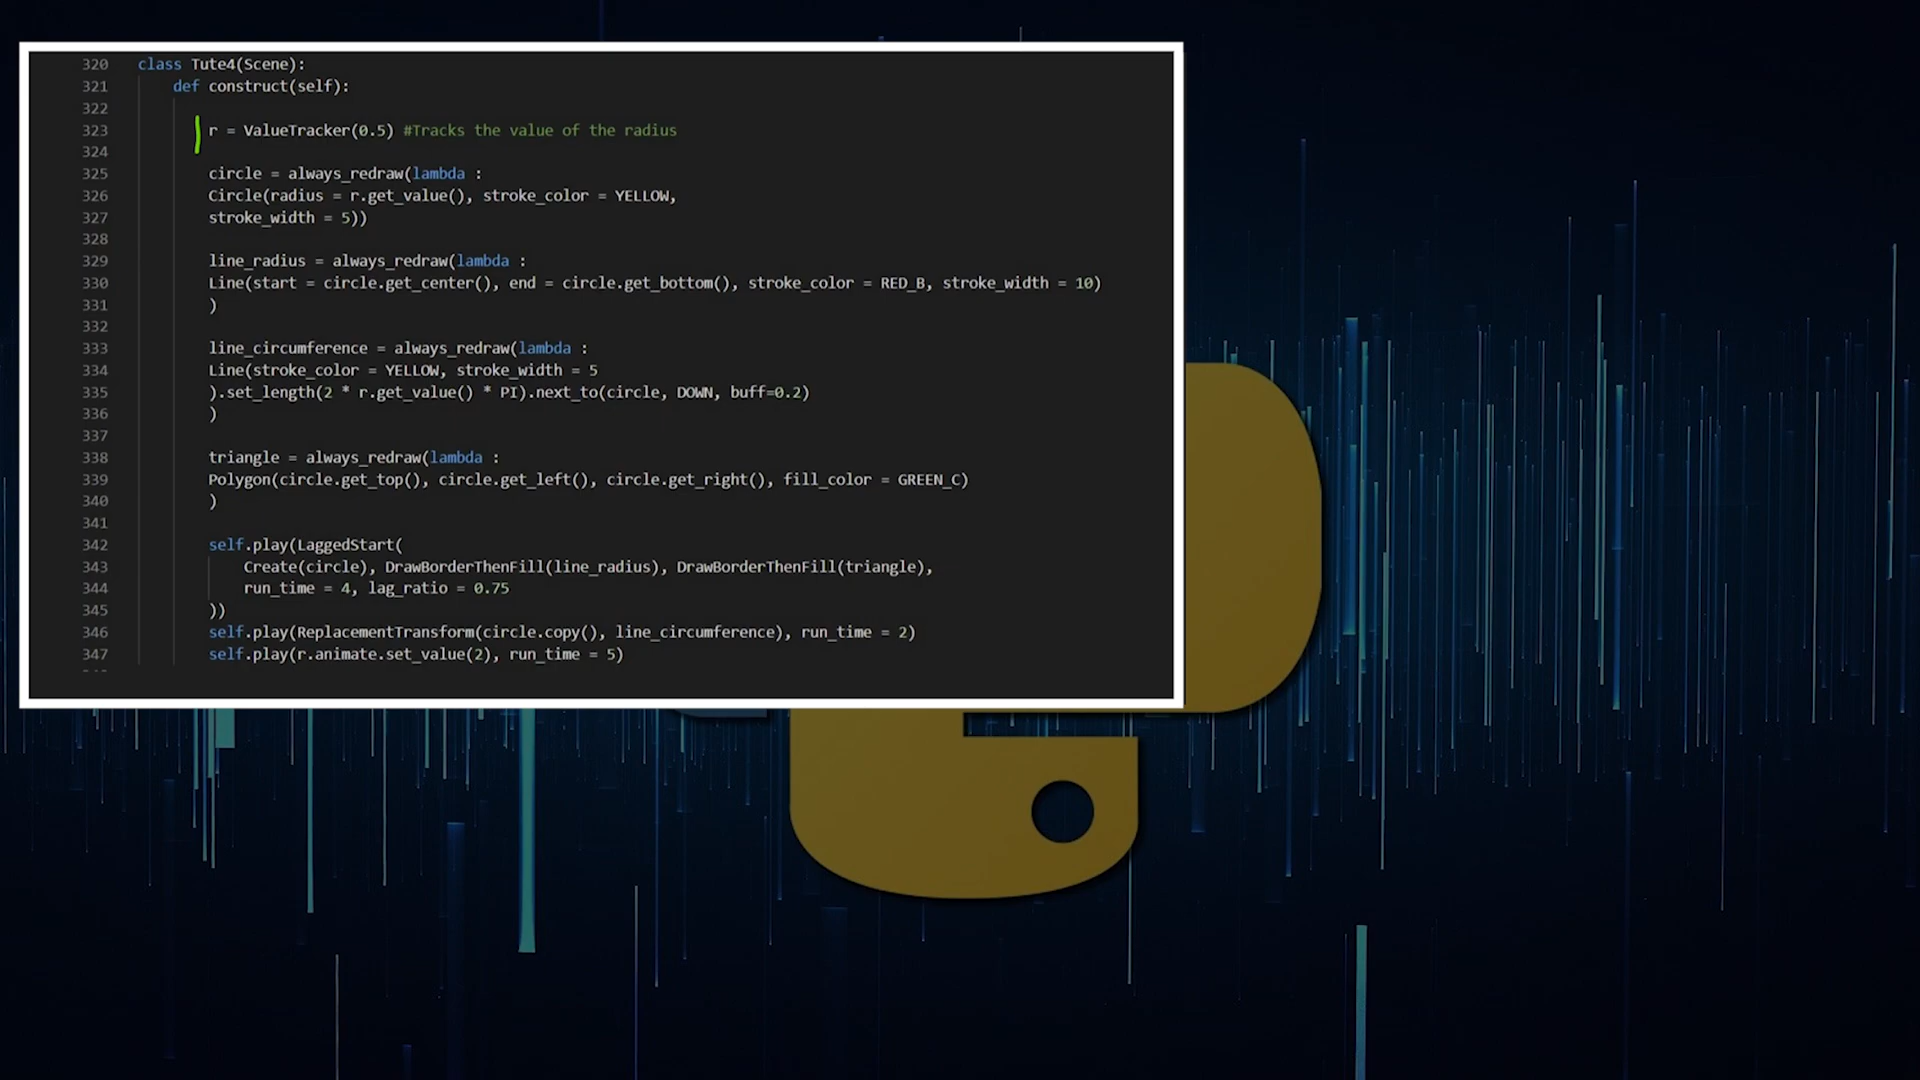 320 class Tute4(Scene):
321 def construct(self):
322
323 r = ValueTracker(0.5) #Tracks the value of the radius
324
325 circle = always_redraw(lambda :
326 Circle(radius = r.get_value(), stroke_color = YELLOW,
327 stroke_width = 5))
328
329 line_radius = always_redraw(lambda :
330 Line(start = circle.get_center(), end = circle.get_bottom(), stroke_color = RED_B, stroke_width = 10)
331 )
332
333 line_circumference = always_redraw(lambda :
334 Line(stroke_color = YELLOW, stroke_width = 5
335 ).set_length(2 * r.get_value() * PI).next_to(circle, DOWN, buff=0.2)
336 )
337
338 triangle = always_redraw(lambda :
339 Polygon(circle.get_top(), circle.get_left(), circle.get_right(), fill_color = GREEN_C)
340 )
341
342 self.play(LaggedStart(
343 Create(circle), DrawBorderThenFill(line_radius), DrawBorderThenFill(triangle),
344 run_time = 4, lag_ratio = 0.75
345 ))
346 self.play(ReplacementTransform(circle.copy(), line_circumference), run_time = 2)
347 self.play(r.animate.set_value(2), run_time = 5)